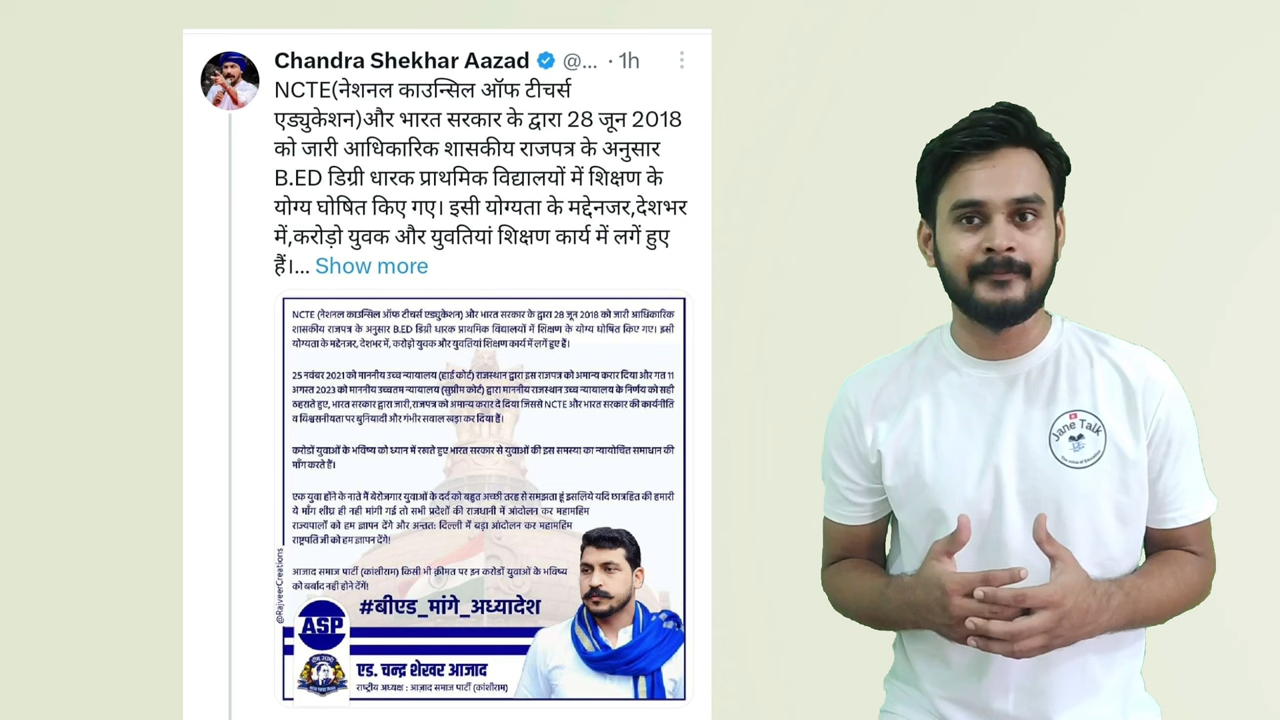 Chandra Shekhar Aazad @... · 1h
NCTE(नेशनल काउन्सिल ऑफ टीचर्स
एड्युकेशन)और भारत सरकार के द्वारा 28 जून 2018
को जारी आधिकारिक शासकीय राजपत्र के अनुसार
B.ED डिग्री धारक प्राथमिक विद्यालयों में शिक्षण के
योग्य घोषित किए गए। इसी योग्यता के मद्देनजर,देशभर
में,करोड़ो युवक और युवतियां शिक्षण कार्य में लगें हुए
हैं।... Show more
NCTE (नेशनल काउन्सिल ऑफ टीचर्स एड्युकेशन) और भारत सरकार के द्वारा 28 जून 2018 को जारी आधिकारिक
शासकीय राजपत्र के अनुसार B.ED डिग्री धारक प्राथमिक विद्यालयों में शिक्षण के योग्य घोषित किए गए। इसी
योग्यता के मद्देनजर, देशभर में, करोड़ो युवक और युवतियां शिक्षण कार्य में लगें हुए हैं।
25 नवंबर 2021 को माननीय उच्च न्यायालय (हाई कोर्ट) राजस्थान द्वारा इस राजपत्र को अमान्य करार दिया और गत 11
अगस्त 2023 को माननीय उच्चतम न्यायालय (सुप्रीम कोर्ट) द्वारा माननीय राजस्थान उच्च न्यायालय के निर्णय को सही
ठहराते हुए, भारत सरकार द्वारा जारी,राजपत्र को अमान्य करार दे दिया जिससे NCTE और भारत सरकार की कार्यनीति
व विश्वसनीयता पर बुनियादी और गंभीर सवाल खड़ा कर दिया हैं।
करोडों युवाओं के भविष्य को ध्यान में रखते हुए भारत सरकार से युवाओं की इस समस्या का न्यायोचित समाधान की
माँग करते हैं।
एक युवा होंने के नाते मैं बेरोजगार युवाओं के दर्द को बहुत अच्छी तरह से समझता हूं इसलिये यदि छात्रहित की हमारी
ये माँग शीघ्र ही नही मांगी गई तो सभी प्रदेशों की राजधानी में आंदोलन कर महामहिम
राज्यपालों को हम ज्ञापन देंगे और अन्तत: दिल्ली में बड़ा आंदोलन कर महामहिम
राष्ट्रपति जी को हम ज्ञापन देंगे!
आजाद समाज पार्टी (कांशीराम) किसी भी क़ीमत पर इन करोडों युवाओं के भविष्य
को बर्बाद नही होने देगें!
#बीएड_मांगे_अध्यादेश
ASP
एड. चन्द्र शेखर आजाद
राष्ट्रीय अध्यक्ष : आज़ाद समाज पार्टी (कांशीराम)
@RajveerCreations
Jane Talk